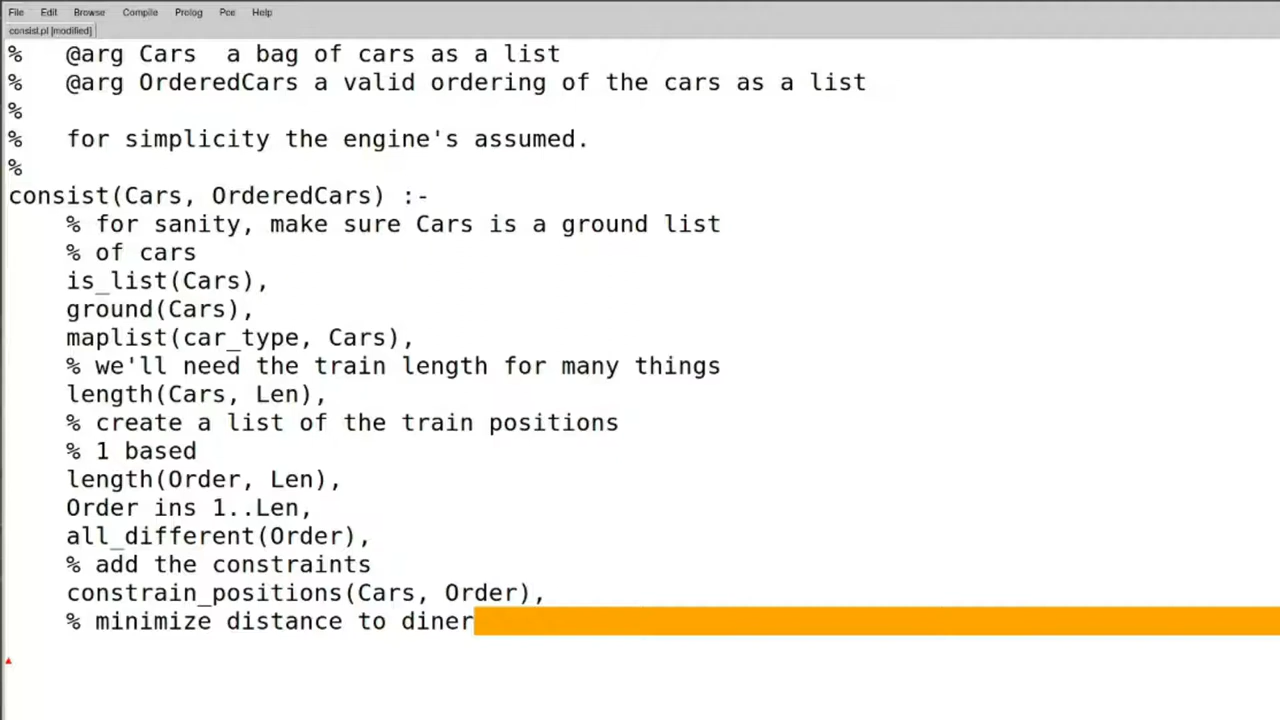 File Edit Browse Compile Prolog Pce Help
consist.pl [modified]
%   @arg Cars  a bag of cars as a list
%   @arg OrderedCars a valid ordering of the cars as a list
%
%   for simplicity the engine's assumed.
%
consist(Cars, OrderedCars) :-
    % for sanity, make sure Cars is a ground list
    % of cars
    is_list(Cars),
    ground(Cars),
    maplist(car_type, Cars),
    % we'll need the train length for many things
    length(Cars, Len),
    % create a list of the train positions
    % 1 based
    length(Order, Len),
    Order ins 1..Len,
    all_different(Order),
    % add the constraints
    constrain_positions(Cars, Order),
    % minimize distance to diner